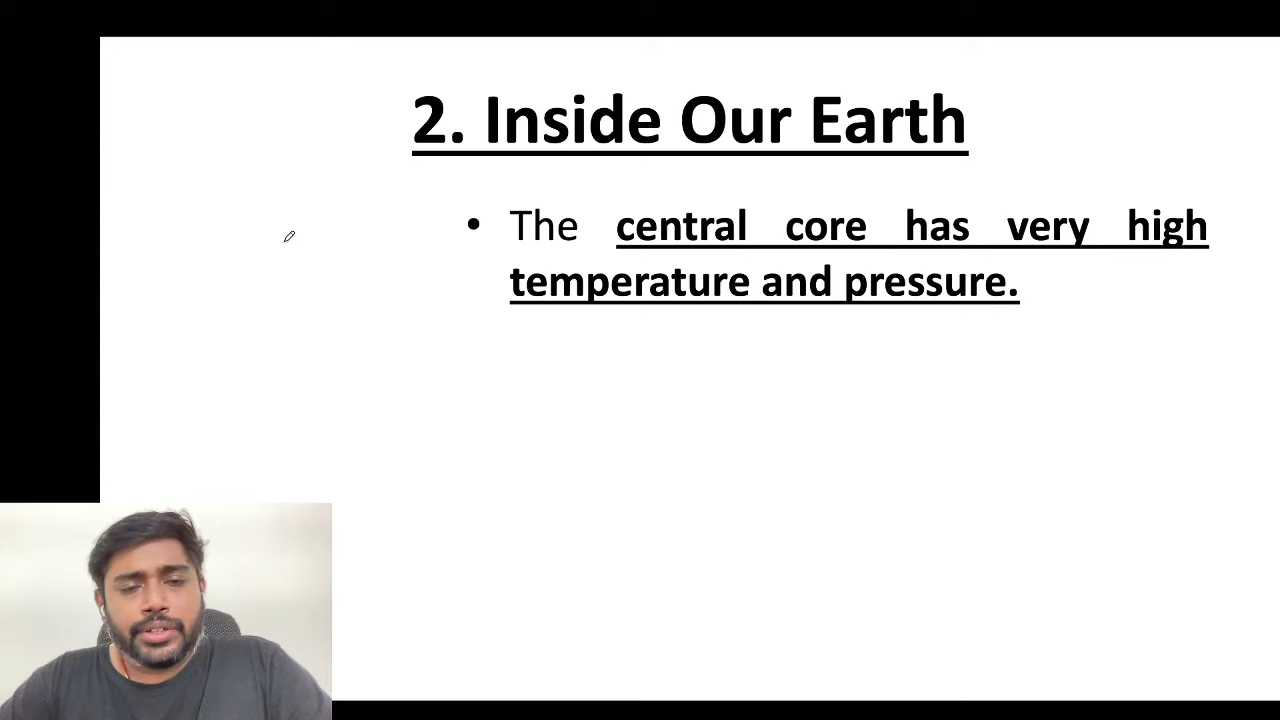 2. Inside Our Earth
• The central core has very high
temperature and pressure.